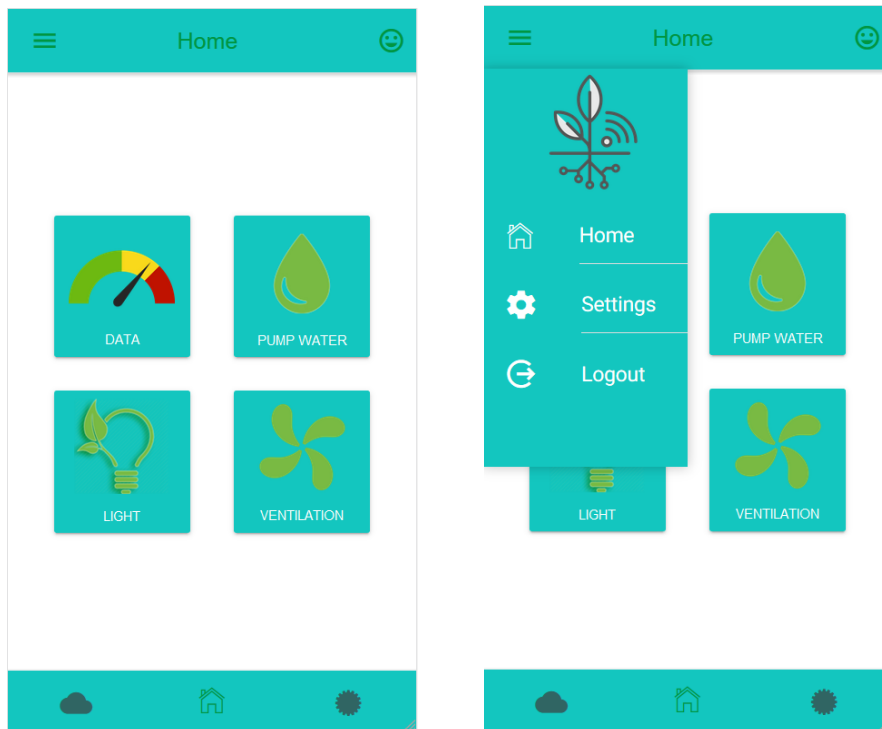 Home
DATA
PUMP WATER
LIGHT
VENTILATION
Home
Home
Settings
Logout
PUMP WATER
LIGHT
VENTILATION